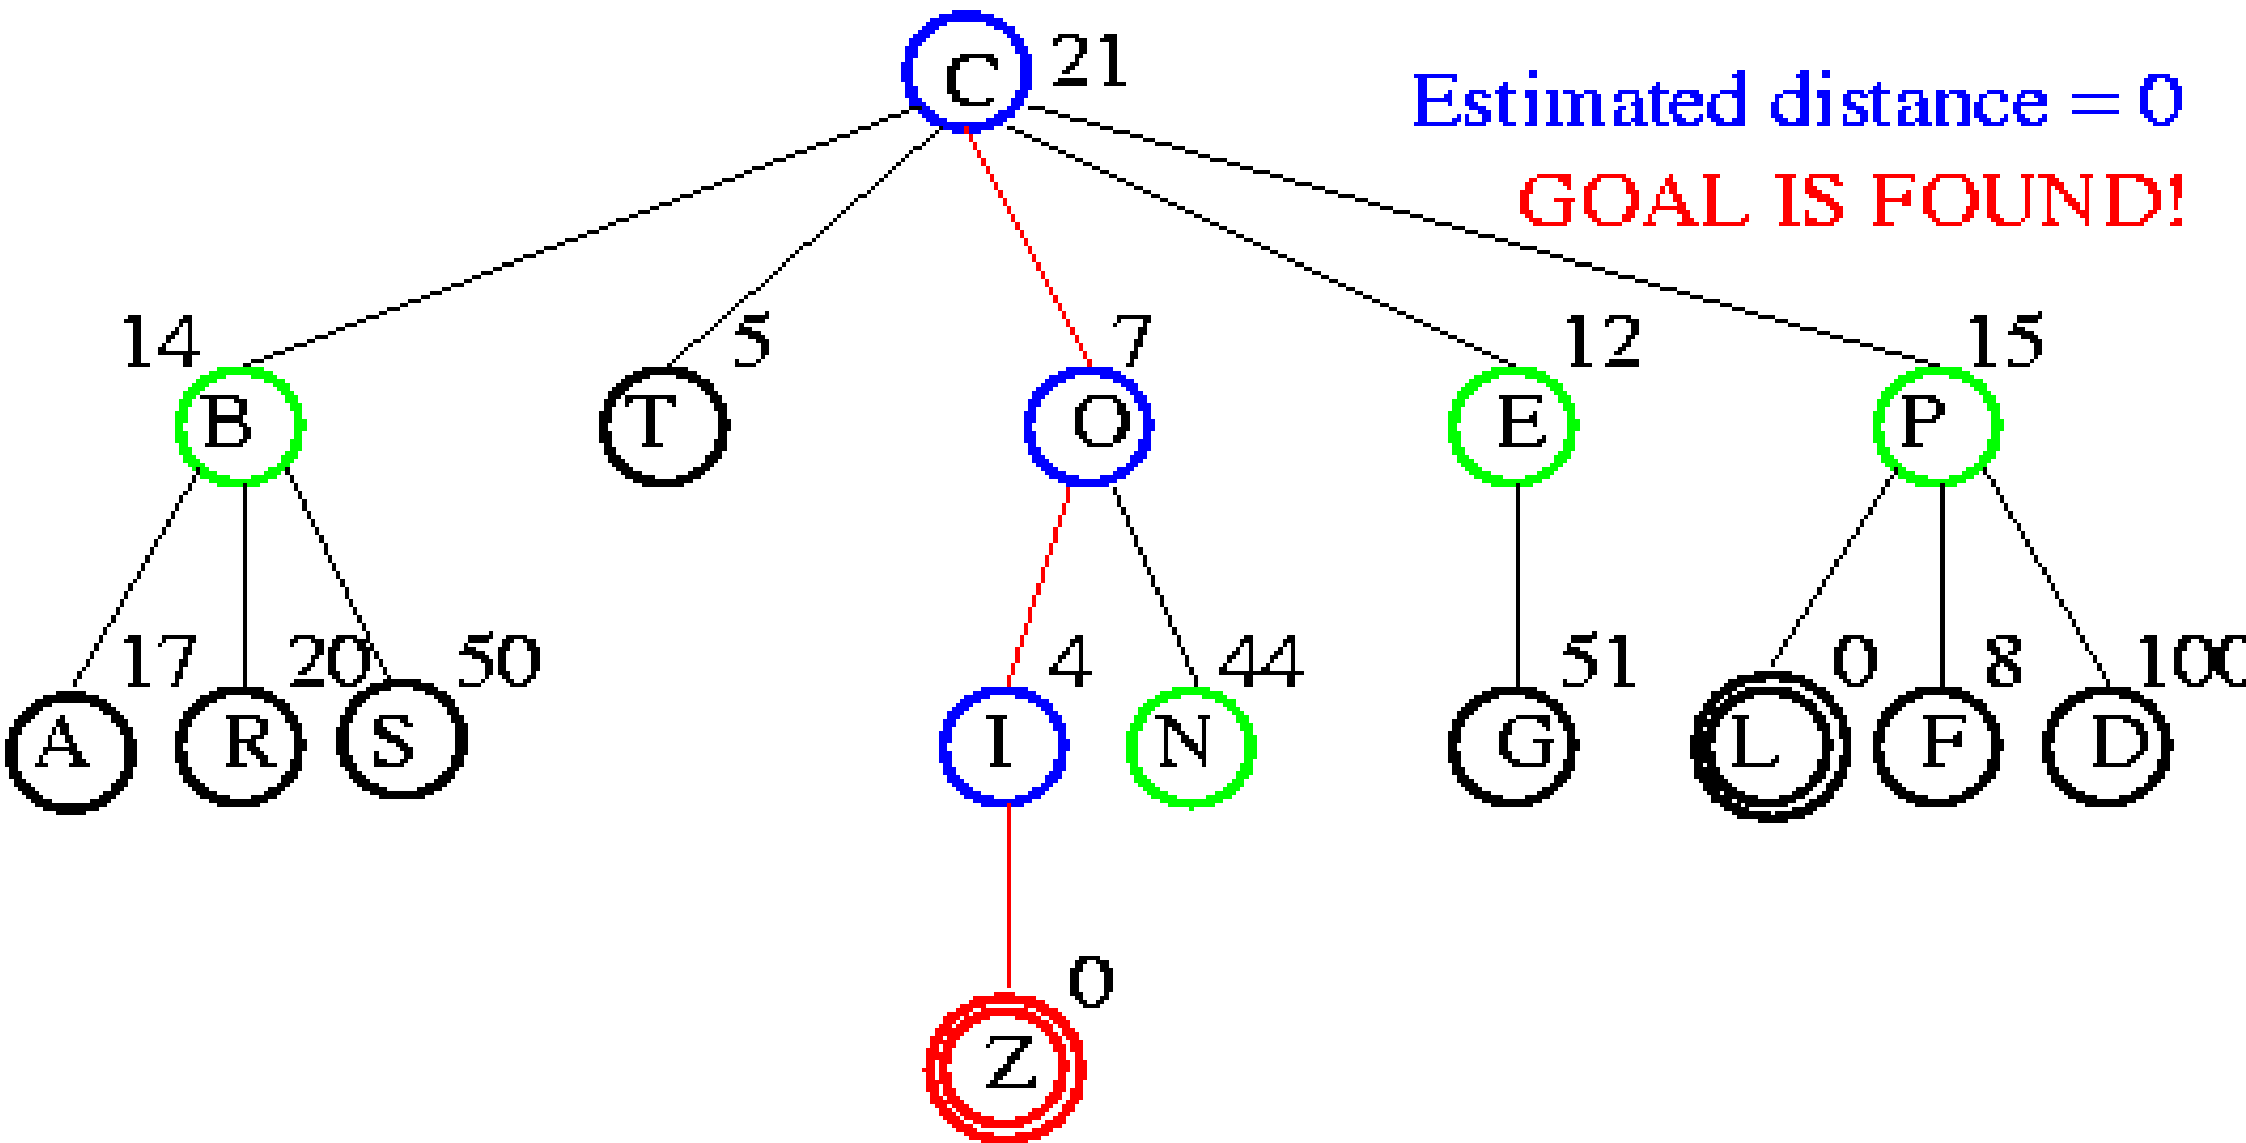 C 21
Estimated distance = 0
GOAL IS FOUND!
14 5 7 12 15
B T O E P
17 20 50 4 44 51 0 8 100
A R S I N G L F D
0
Z